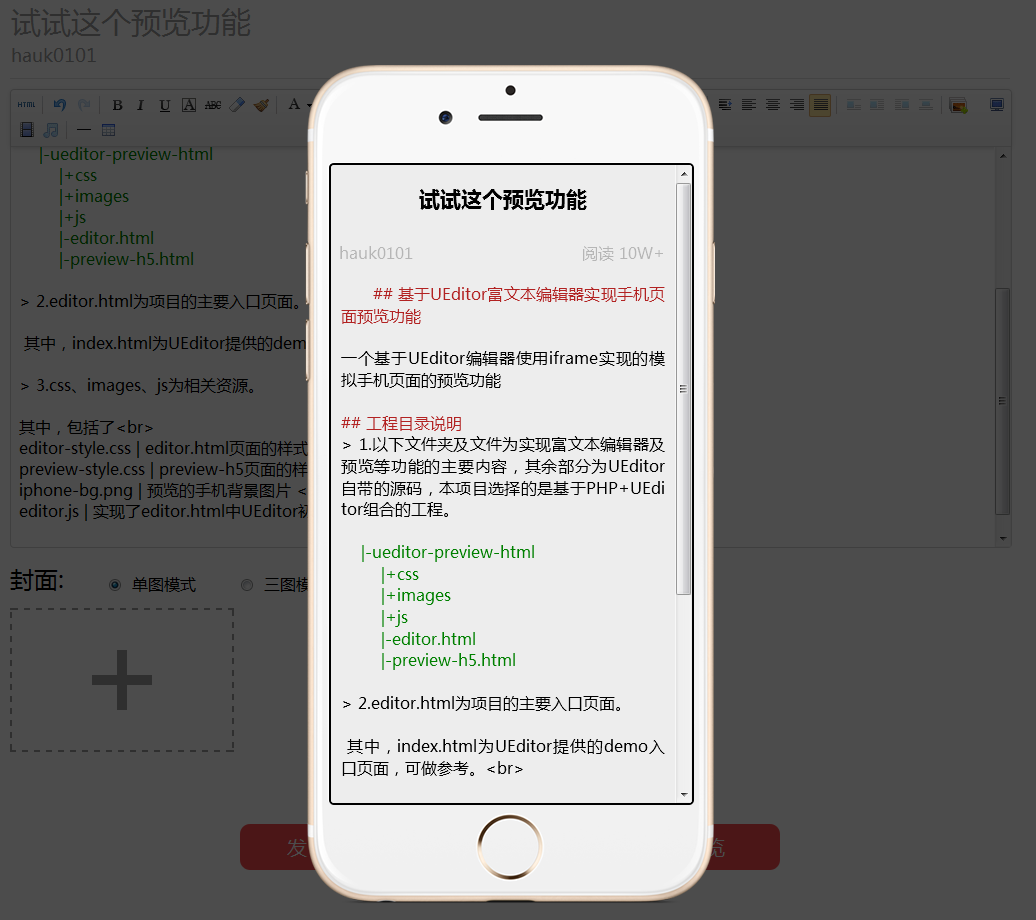 试试这个预览功能
hauk0101
HTML
B I U A ABC A
|-ueditor-preview-html
|+css
|+images
|+js
|-editor.html
|-preview-h5.html
> 2.editor.html为项目的主要入口页面。
其中，index.html为UEditor提供的dem
> 3.css、images、js为相关资源。
其中，包括了<br>
editor-style.css | editor.html页面的样式
preview-style.css | preview-h5页面的样
iphone-bg.png | 预览的手机背景图片 <
editor.js | 实现了editor.html中UEditor初
封面:
单图模式
三图模
发
览
试试这个预览功能
hauk0101 阅读 10W+
## 基于UEditor富文本编辑器实现手机页
面预览功能
一个基于UEditor编辑器使用iframe实现的模
拟手机页面的预览功能
## 工程目录说明
> 1.以下文件夹及文件为实现富文本编辑器及
预览等功能的主要内容，其余部分为UEditor
自带的源码，本项目选择的是基于PHP+UEdi
tor组合的工程。
|-ueditor-preview-html
|+css
|+images
|+js
|-editor.html
|-preview-h5.html
> 2.editor.html为项目的主要入口页面。
其中，index.html为UEditor提供的demo入
口页面，可做参考。<br>